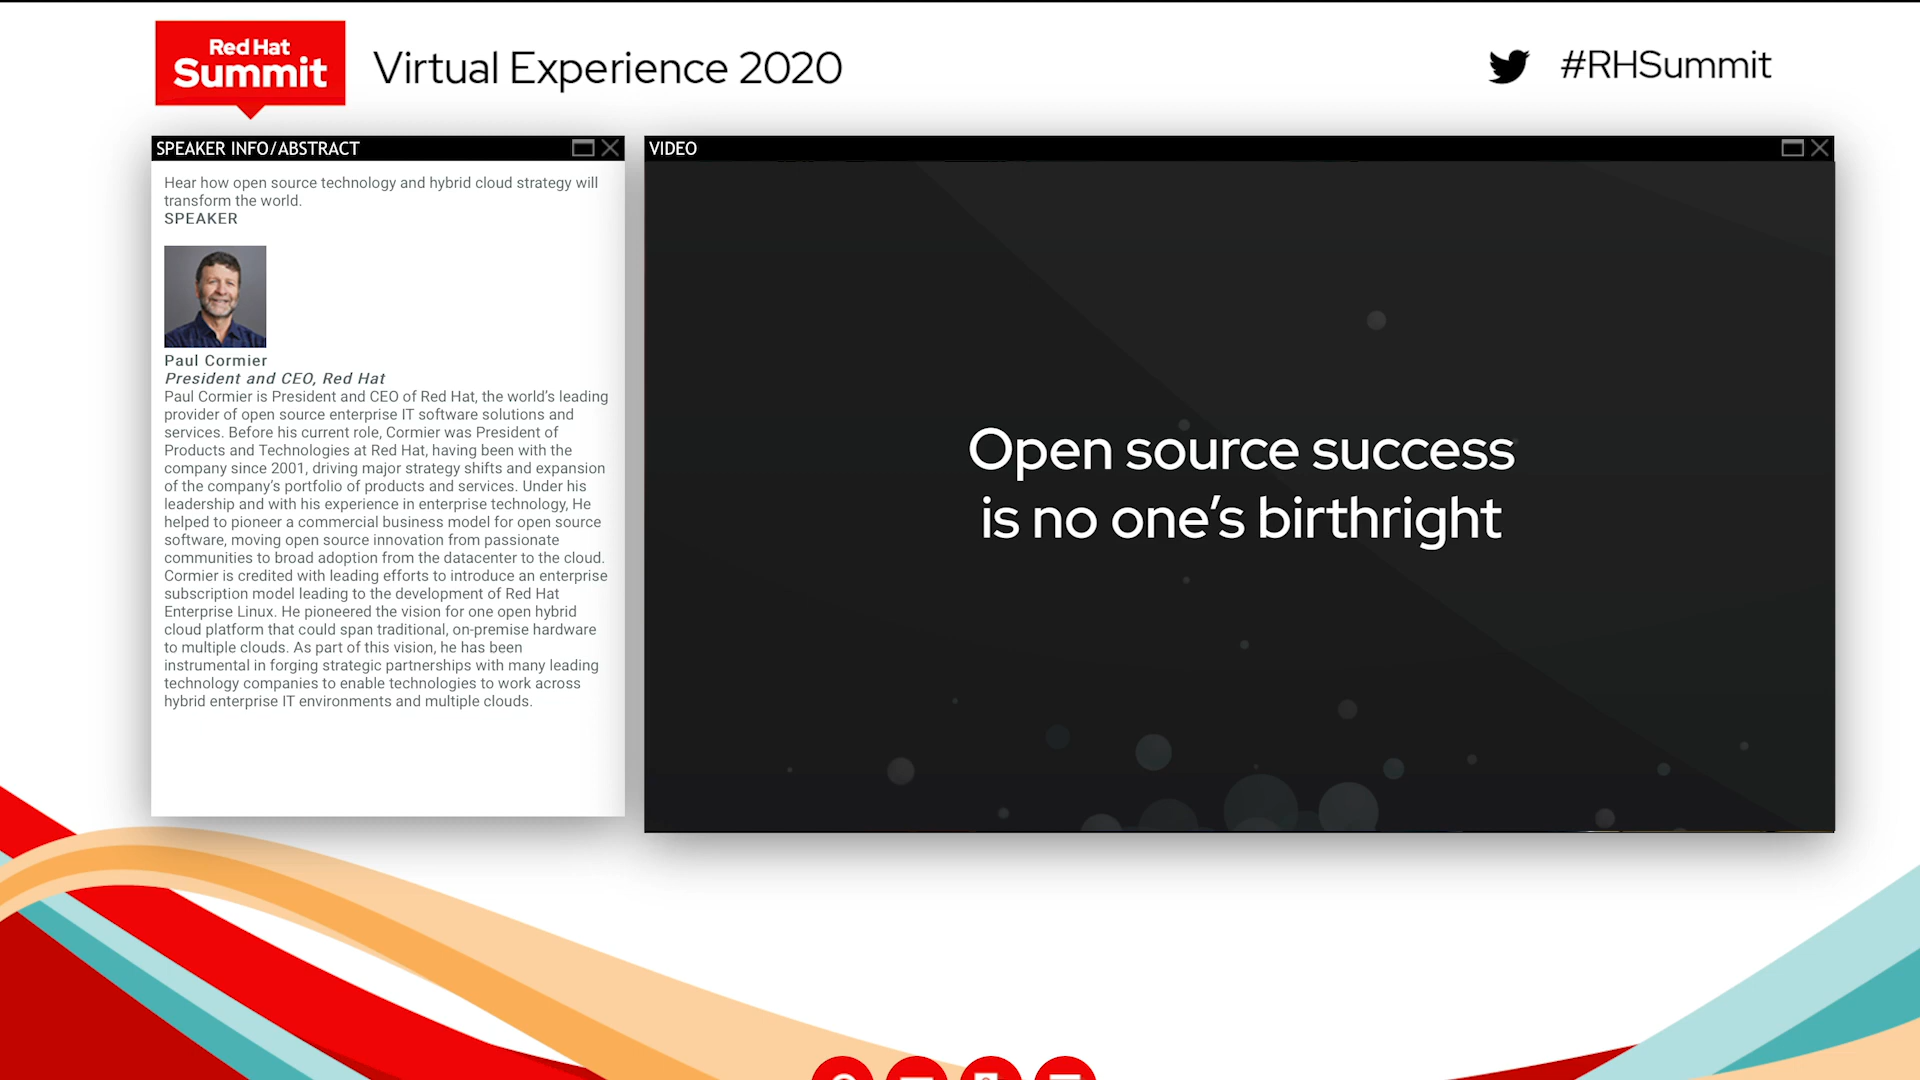 Red Hat
Summit
Virtual Experience 2020
#RHSummit
SPEAKER INFO/ABSTRACT
Hear how open source technology and hybrid cloud strategy will
transform the world.
SPEAKER
Paul Cormier
President and CEO, Red Hat
Paul Cormier is President and CEO of Red Hat, the world’s leading
provider of open source enterprise IT software solutions and
services. Before his current role, Cormier was President of
Products and Technologies at Red Hat, having been with the
company since 2001, driving major strategy shifts and expansion
of the company’s portfolio of products and services. Under his
leadership and with his experience in enterprise technology, He
helped to pioneer a commercial business model for open source
software, moving open source innovation from passionate
communities to broad adoption from the datacenter to the cloud.
Cormier is credited with leading efforts to introduce an enterprise
subscription model leading to the development of Red Hat
Enterprise Linux. He pioneered the vision for one open hybrid
cloud platform that could span traditional, on-premise hardware
to multiple clouds. As part of this vision, he has been
instrumental in forging strategic partnerships with many leading
technology companies to enable technologies to work across
hybrid enterprise IT environments and multiple clouds.
VIDEO
Open source success
is no one’s birthright